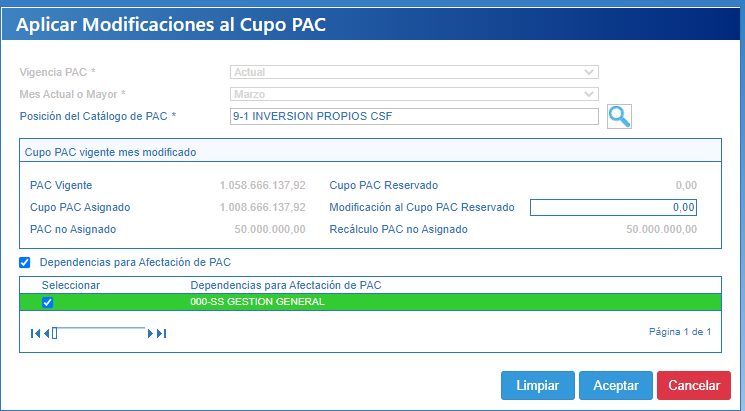 Aplicar Modificaciones al Cupo PAC
Vigencia PAC * Actual
Mes Actual o Mayor * Marzo
Posición del Catálogo de PAC * 9-1 INVERSION PROPIOS CSF
Cupo PAC vigente mes modificado
PAC Vigente 1.058.666.137,92 Cupo PAC Reservado 0,00
Cupo PAC Asignado 1.008.666.137,92 Modificación al Cupo PAC Reservado 0,00
PAC no Asignado 50.000.000,00 Recálculo PAC no Asignado 50.000.000,00
Dependencias para Afectación de PAC
Seleccionar Dependencias para Afectación de PAC
000-SS GESTION GENERAL
Página 1 de 1
Limpiar Aceptar Cancelar